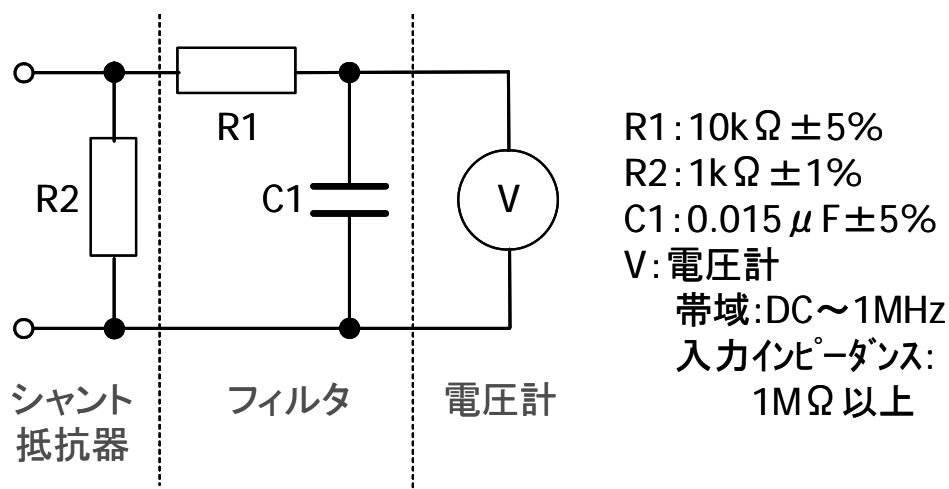 R1
R2
C1
V
シャント
抵抗器
フィルタ
電圧計
R1:10kΩ±5%
R2:1kΩ±1%
C1:0.015μF±5%
V:電圧計
帯域:DC～1MHz
入力インピーダンス:
1MΩ以上